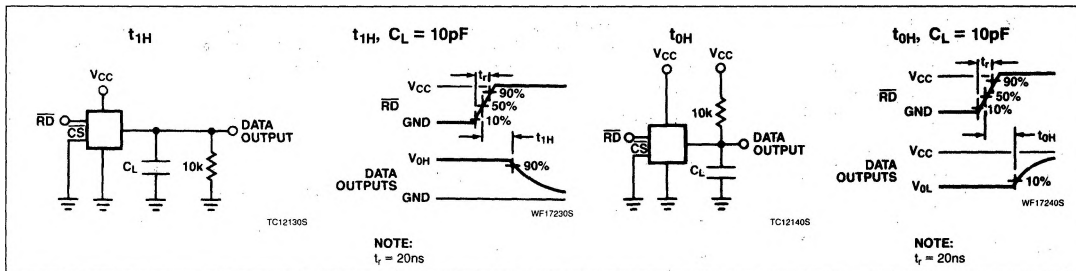 t1H
VCC
RD
CS
CL
10k
DATA
OUTPUT
TC12130S
t1H, CL = 10pF
tr
VCC
90%
RD
50%
10%
GND
t1H
VOH
90%
DATA
OUTPUTS
GND
WF17230S
NOTE:
tr = 20ns
t0H
VCC
VCC
10k
RD
CS
DATA
OUTPUT
CL
TC12140S
t0H, CL = 10pF
tr
VCC
90%
RD
50%
10%
GND
t0H
VCC
DATA
OUTPUTS
10%
VOL
WF17240S
NOTE:
tr = 20ns